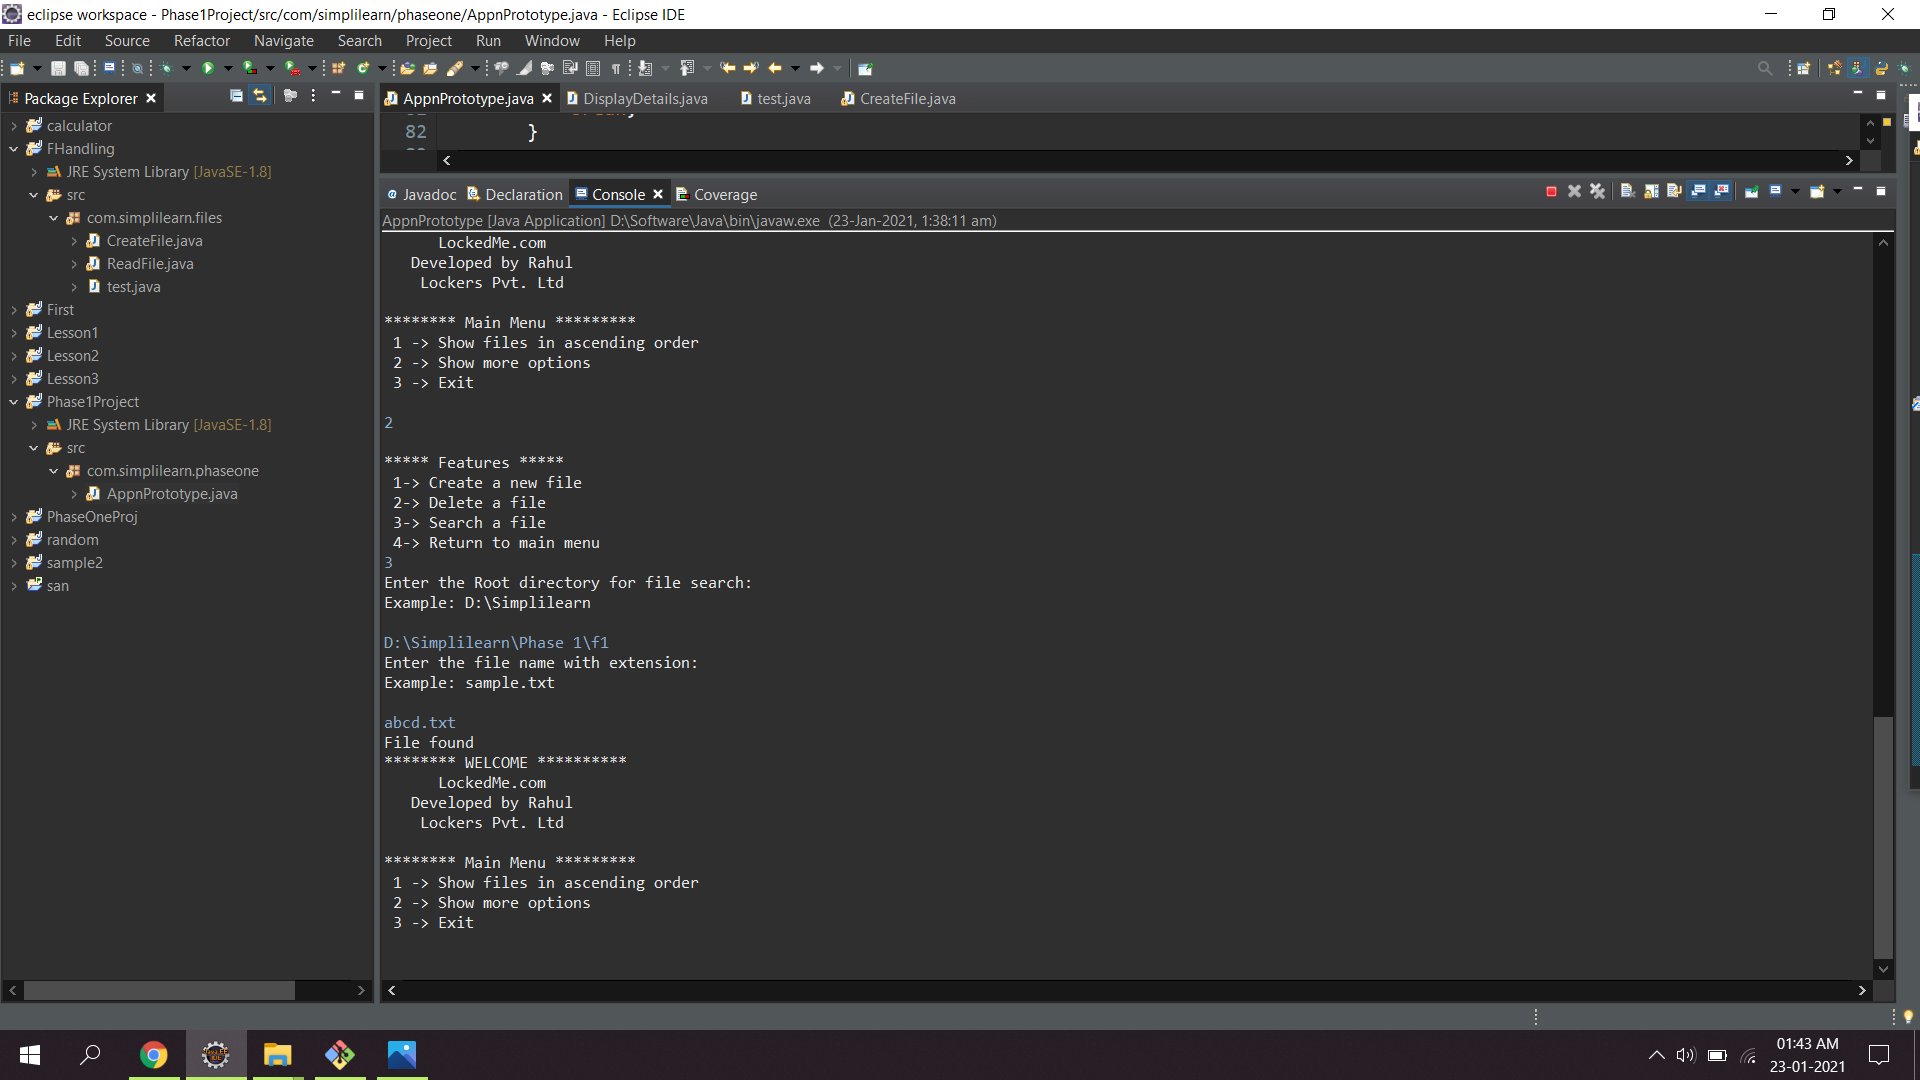 eclipse workspace - Phase1Project/src/com/simplilearn/phaseone/AppnPrototype.java - Eclipse IDE
File Edit Source Refactor Navigate Search Project Run Window Help
Package Explorer
calculator
FHandling
JRE System Library [JavaSE-1.8]
src
com.simplilearn.files
CreateFile.java
ReadFile.java
test.java
First
Lesson1
Lesson2
Lesson3
Phase1Project
JRE System Library [JavaSE-1.8]
src
com.simplilearn.phaseone
AppnPrototype.java
PhaseOneProj
random
sample2
san
AppnPrototype.java DisplayDetails.java test.java CreateFile.java
82 }
Javadoc Declaration Console Coverage
AppnPrototype [Java Application] D:\Software\Java\bin\javaw.exe (23-Jan-2021, 1:38:11 am)
LockedMe.com
Developed by Rahul
Lockers Pvt. Ltd
******** Main Menu *********
1 -> Show files in ascending order
2 -> Show more options
3 -> Exit
2
***** Features *****
1-> Create a new file
2-> Delete a file
3-> Search a file
4-> Return to main menu
3
Enter the Root directory for file search:
Example: D:\Simplilearn
D:\Simplilearn\Phase 1\f1
Enter the file name with extension:
Example: sample.txt
abcd.txt
File found
******** WELCOME **********
LockedMe.com
Developed by Rahul
Lockers Pvt. Ltd
******** Main Menu *********
1 -> Show files in ascending order
2 -> Show more options
3 -> Exit
01:43 AM
23-01-2021